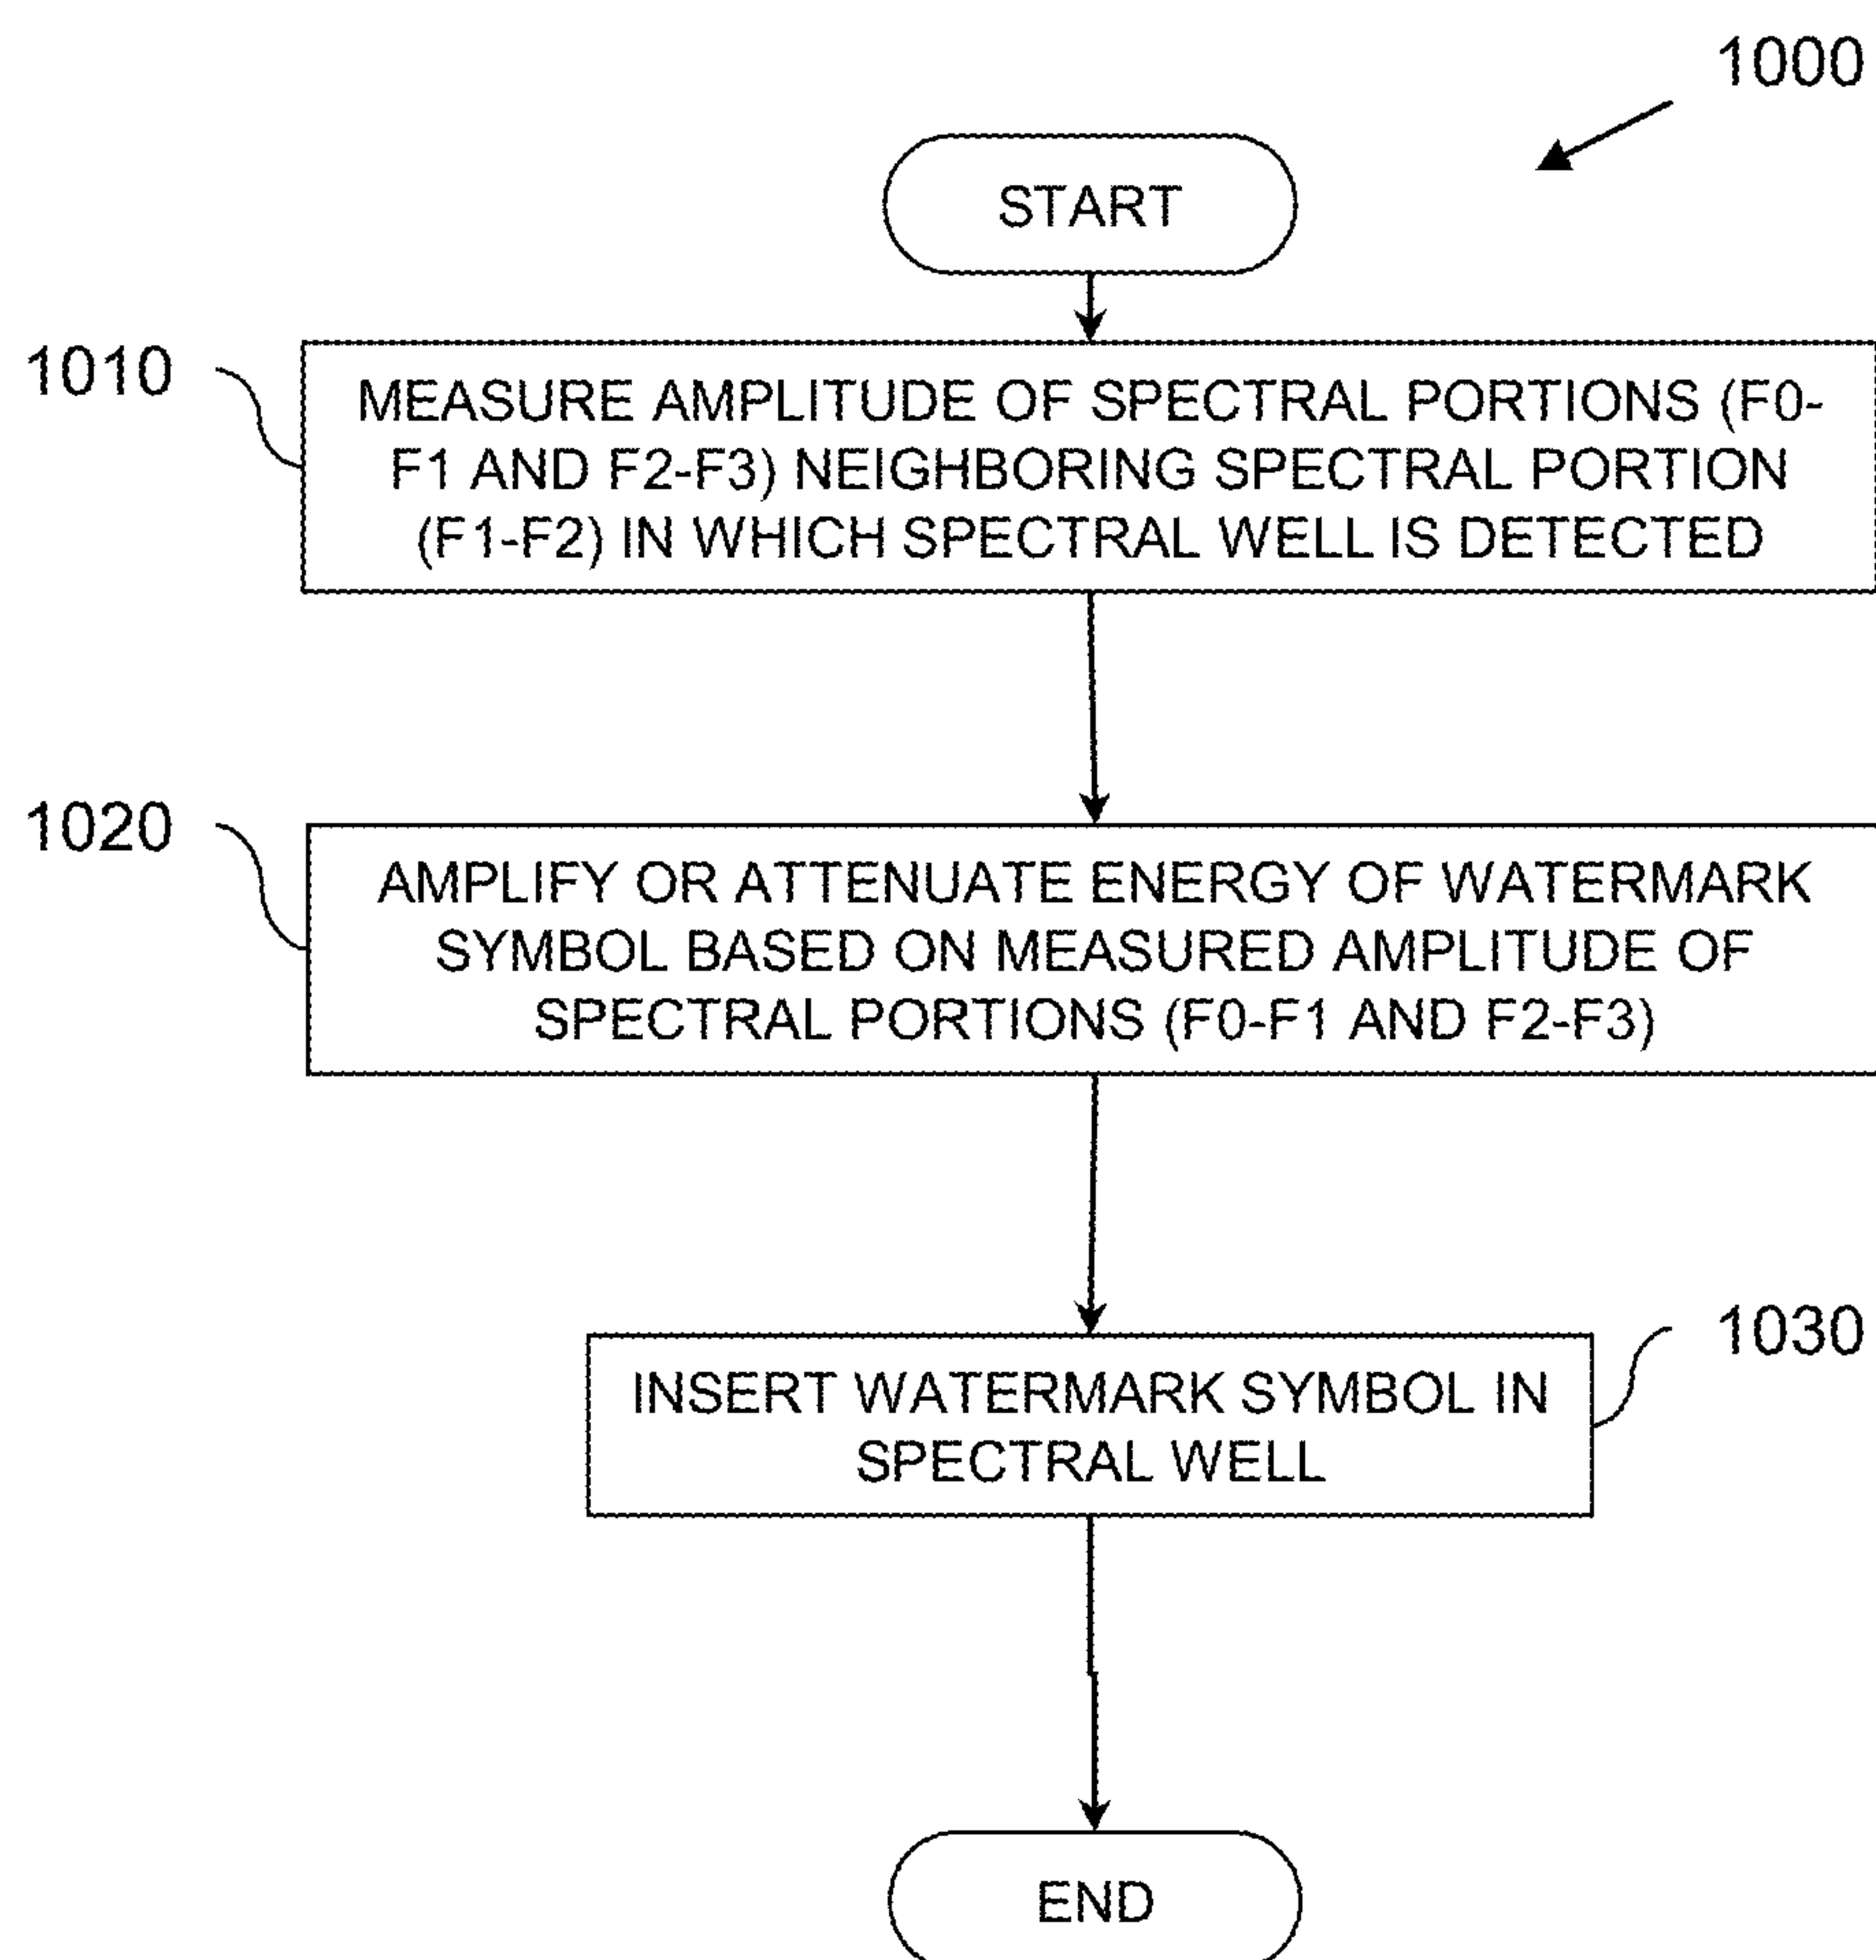 1000
START
1010
MEASURE AMPLITUDE OF SPECTRAL PORTIONS (F0-
F1 AND F2-F3) NEIGHBORING SPECTRAL PORTION
(F1-F2) IN WHICH SPECTRAL WELL IS DETECTED
1020
AMPLIFY OR ATTENUATE ENERGY OF WATERMARK
SYMBOL BASED ON MEASURED AMPLITUDE OF
SPECTRAL PORTIONS (F0-F1 AND F2-F3)
1030
INSERT WATERMARK SYMBOL IN
SPECTRAL WELL
END